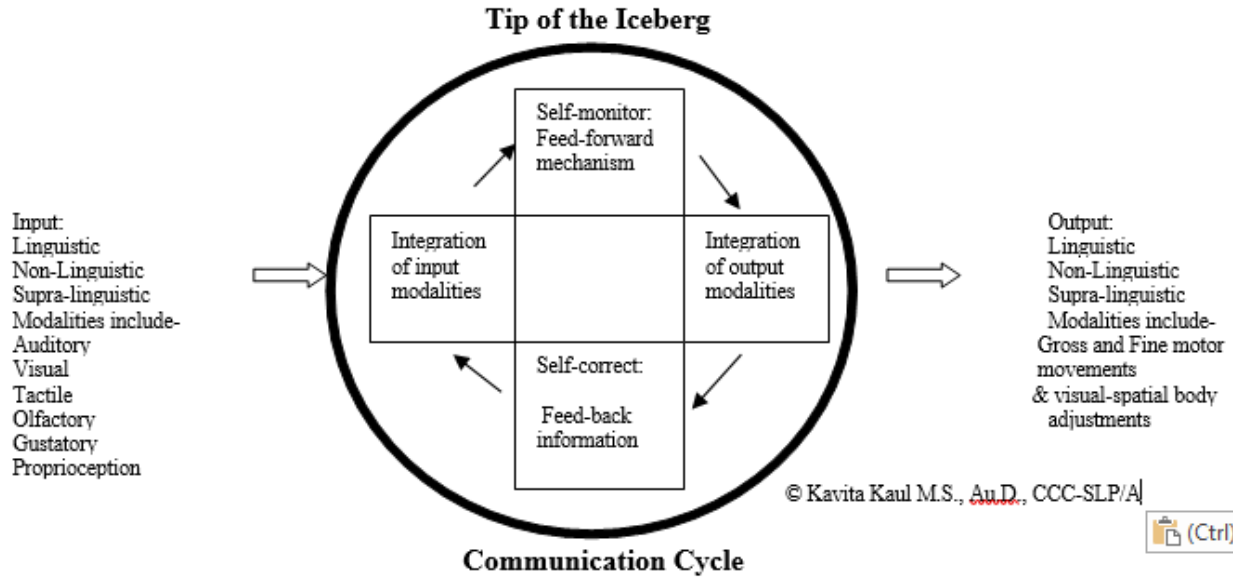 Tip of the Iceberg
Input:
Linguistic
Non-Linguistic
Supra-linguistic
Modalities include-
Auditory
Visual
Tactile
Olfactory
Gustatory
Proprioception
Integration
of input
modalities
Self-monitor:
Feed-forward
mechanism
Integration
of output
modalities
Self-correct:
Feed-back
information
Output:
Linguistic
Non-Linguistic
Supra-linguistic
Modalities include-
Gross and Fine motor
movements
& visual-spatial body
adjustments
© Kavita Kaul M.S., Au.D., CCC-SLP/A
(Ctrl)
Communication Cycle